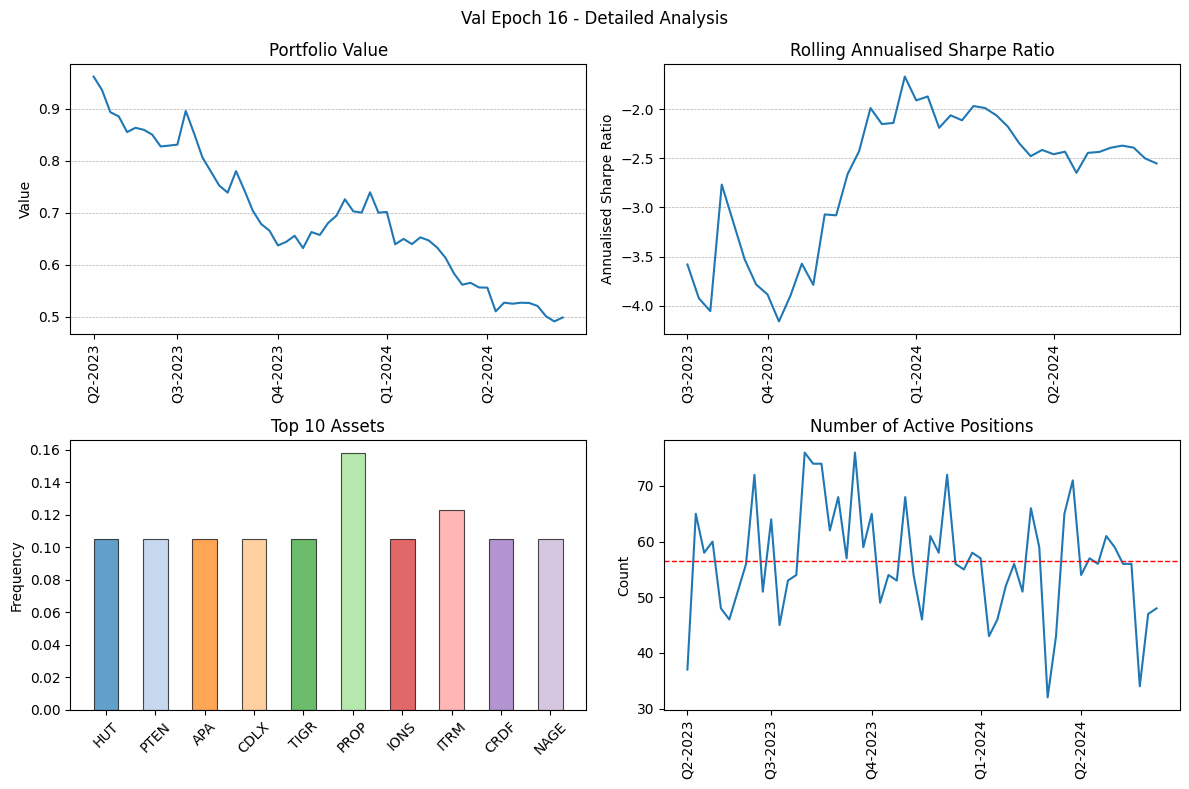 Val Epoch 16 - Detailed Analysis
Portfolio Value
Value
0.9
0.8
0.7
0.6
0.5
Q2-2023
Q3-2023
Q4-2023
Q1-2024
Q2-2024
Rolling Annualised Sharpe Ratio
Annualised Sharpe Ratio
−2.0
−2.5
−3.0
−3.5
−4.0
Q3-2023
Q4-2023
Q1-2024
Q2-2024
Top 10 Assets
Frequency
0.16
0.14
0.12
0.10
0.08
0.06
0.04
0.02
0.00
HUT
PTEN
APA
CDLX
TIGR
PROP
IONS
ITRM
CRDF
NAGE
Number of Active Positions
Count
70
60
50
40
30
Q2-2023
Q3-2023
Q4-2023
Q1-2024
Q2-2024